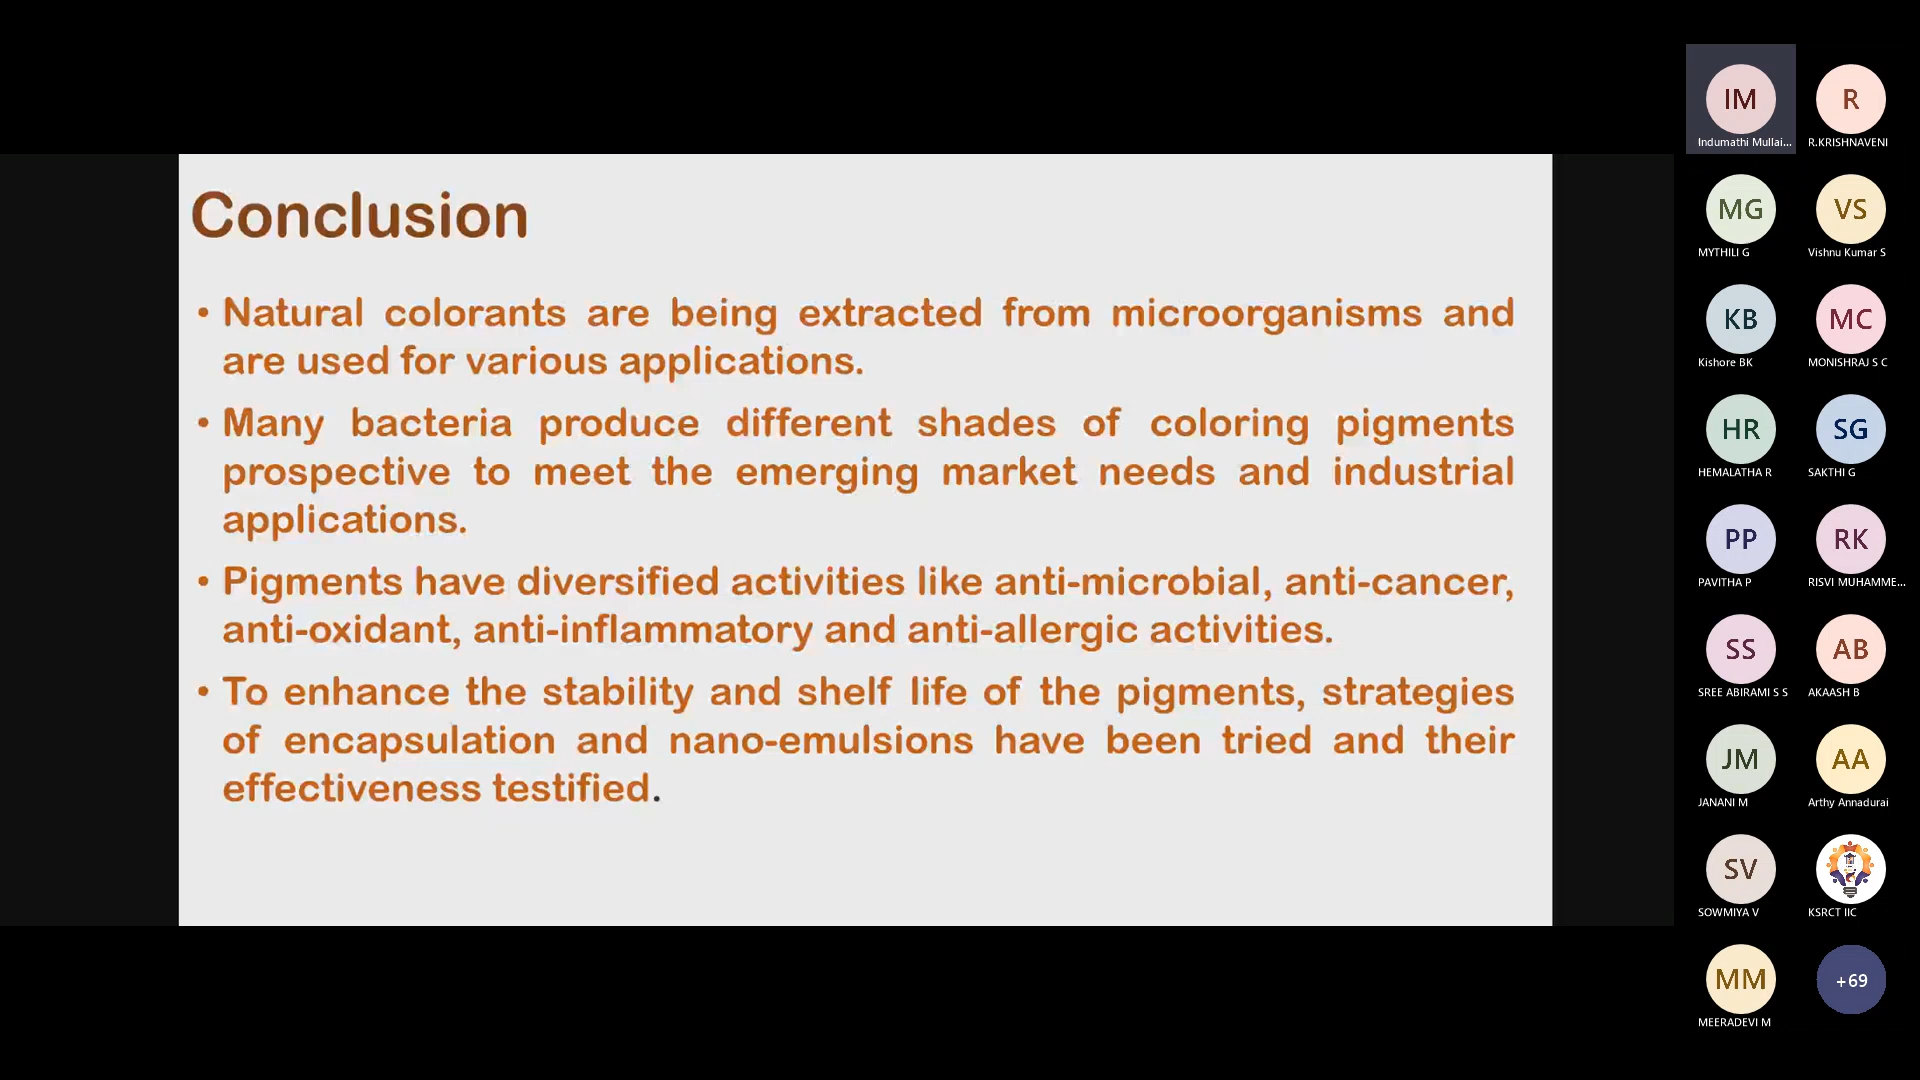 Conclusion
• Natural colorants are being extracted from microorganisms and
are used for various applications.
• Many bacteria produce different shades of coloring pigments
prospective to meet the emerging market needs and industrial
applications.
• Pigments have diversified activities like anti-microbial, anti-cancer,
anti-oxidant, anti-inflammatory and anti-allergic activities.
• To enhance the stability and shelf life of the pigments, strategies
of encapsulation and nano-emulsions have been tried and their
effectiveness testified.
IM
Indumathi Mullai...
R
R.KRISHNAVENI
MG
MYTHILI G
VS
Vishnu Kumar S
KB
Kishore BK
MC
MONISHRAJ S C
HR
HEMALATHA R
SG
SAKTHI G
PP
PAVITHA P
RK
RISVI MUHAMME...
SS
SREE ABIRAMI S S
AB
AKAASH B
JM
JANANI M
AA
Arthy Annadurai
SV
SOWMIYA V
KSRCT IIC
MM
MEERADEVI M
+69